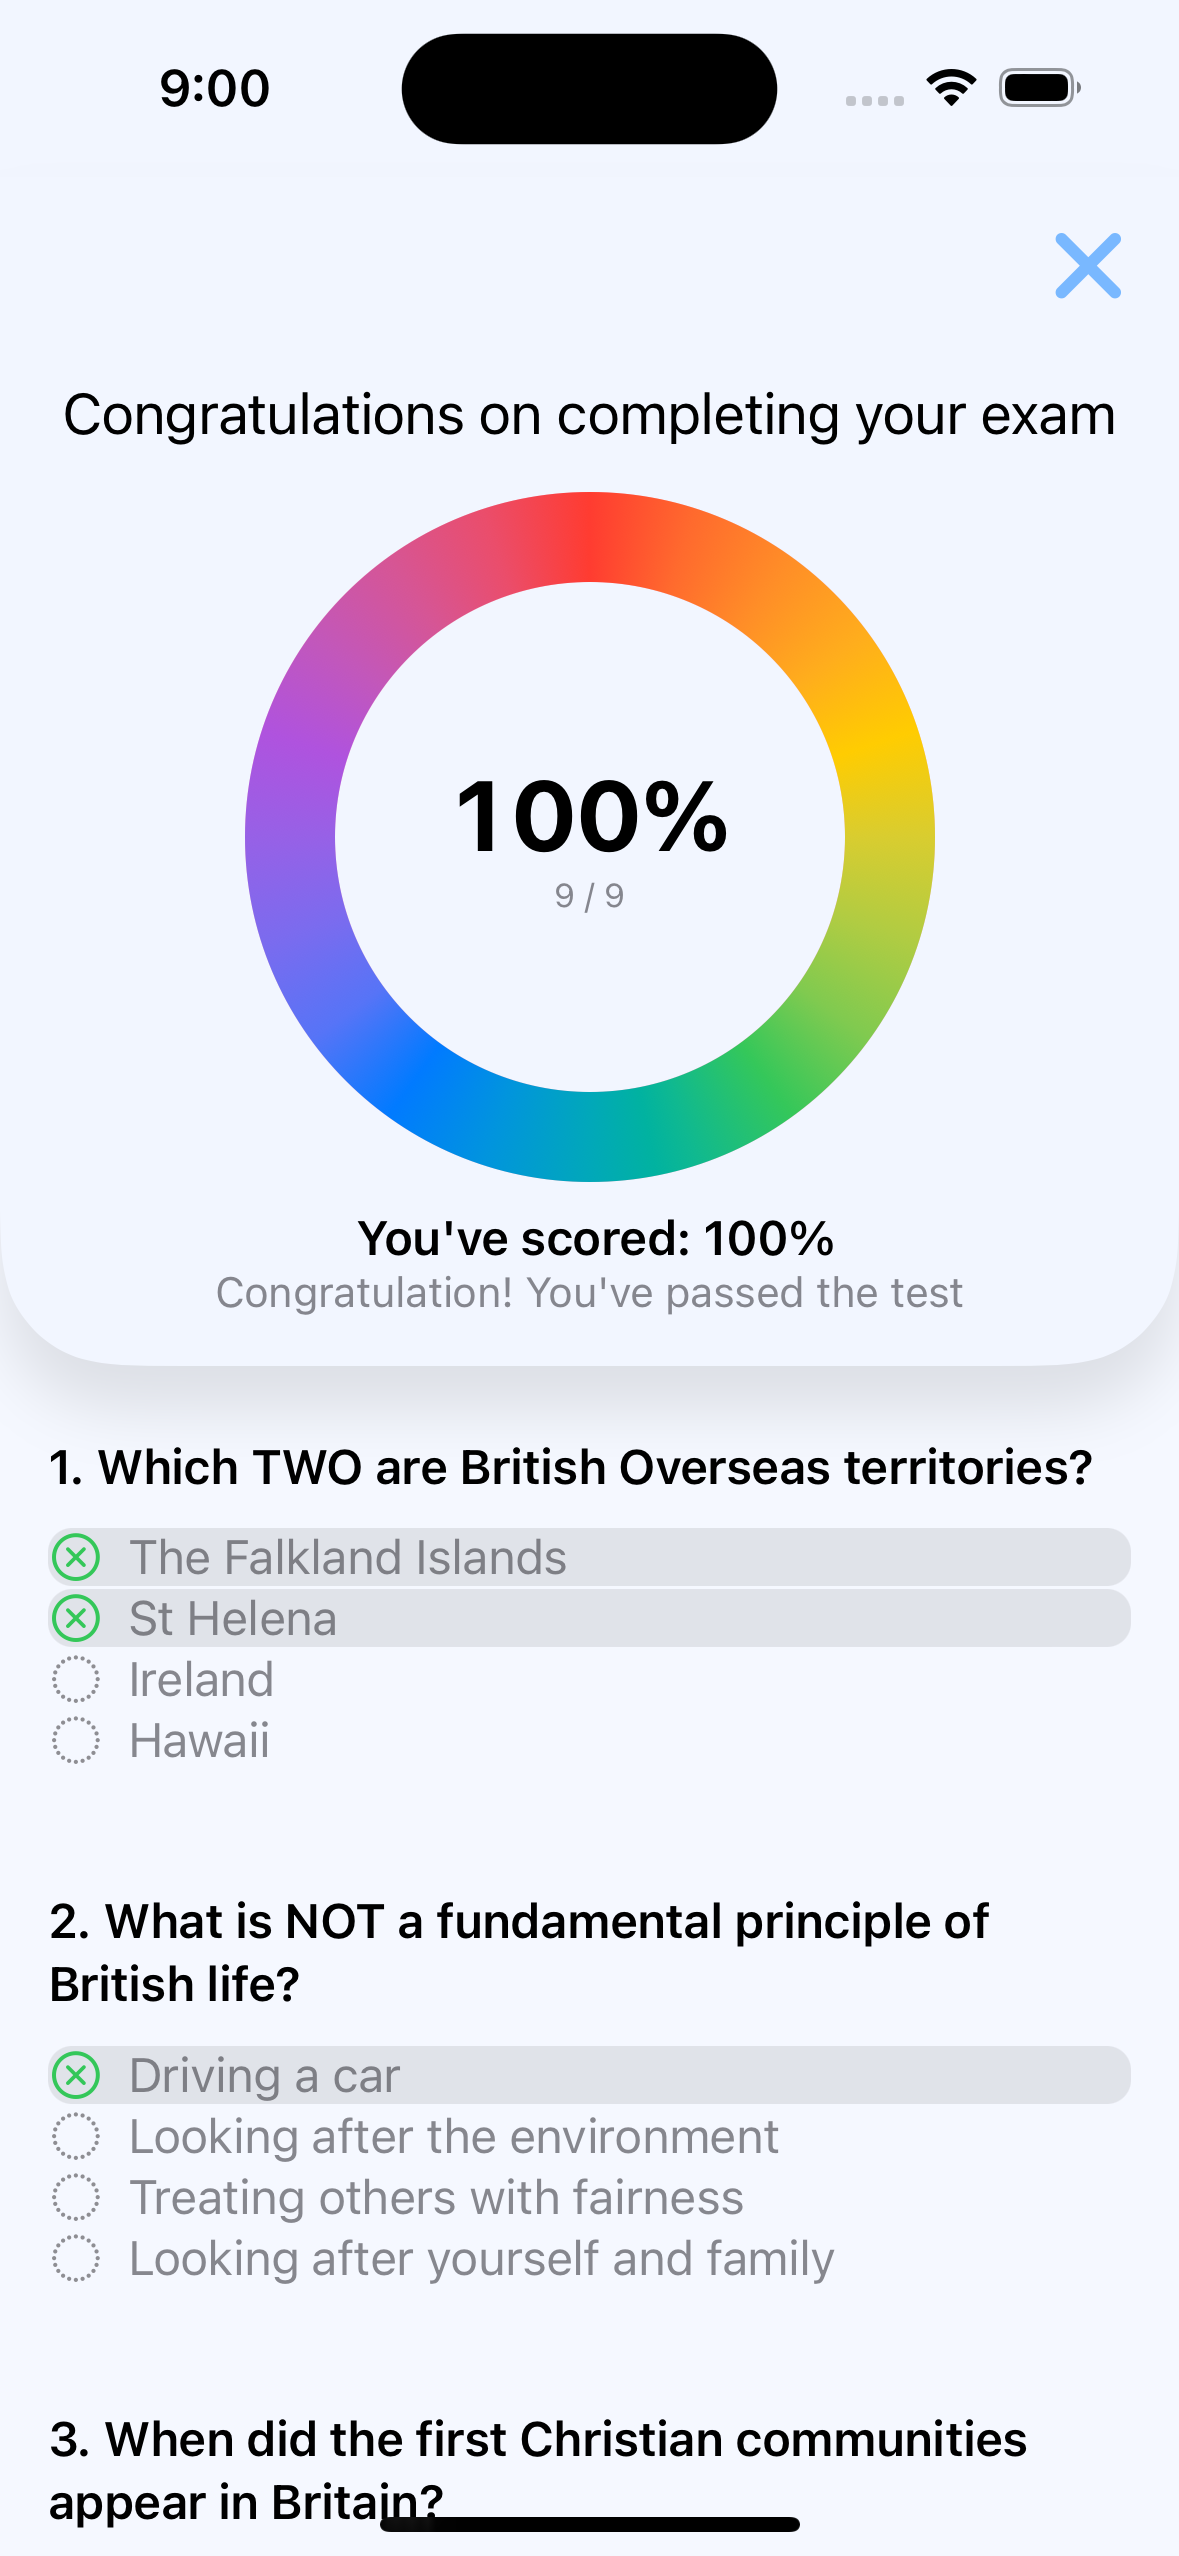 9:00
Congratulations on completing your exam
100%
9 / 9
You've scored: 100%
Congratulation! You've passed the test
1. Which TWO are British Overseas territories?
The Falkland Islands
St Helena
Ireland
Hawaii
2. What is NOT a fundamental principle of
British life?
Driving a car
Looking after the environment
Treating others with fairness
Looking after yourself and family
3. When did the first Christian communities
appear in Britain?